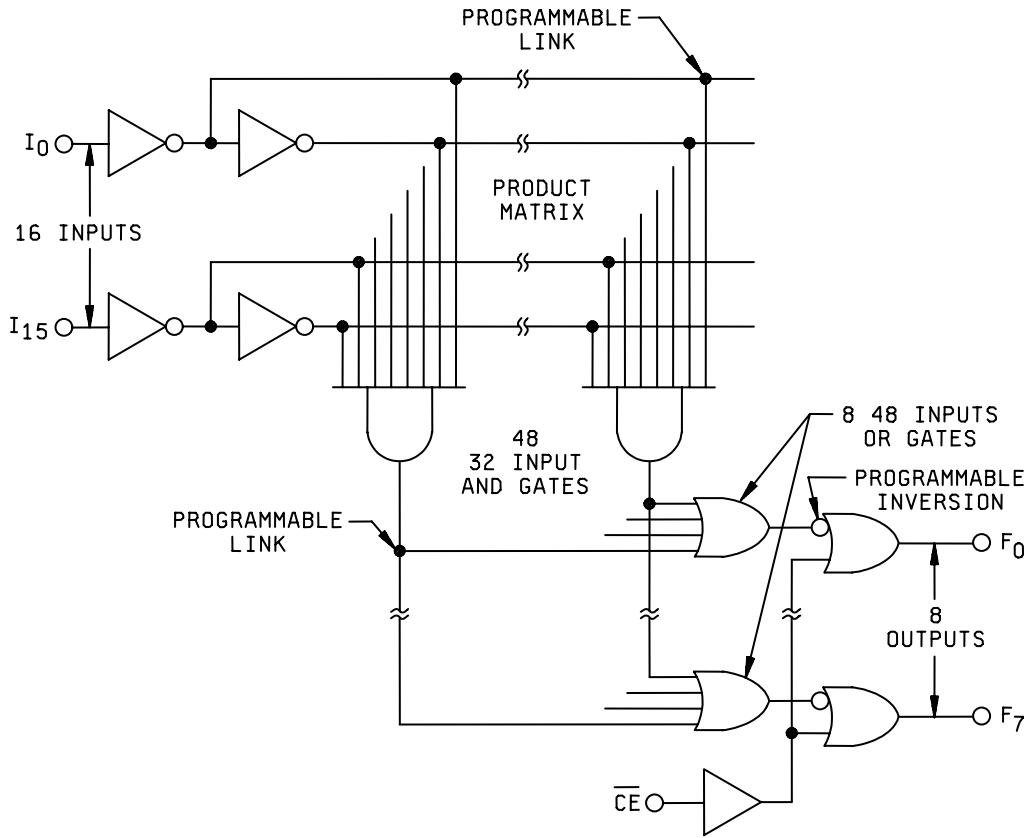 PROGRAMMABLE
LINK
I0
PRODUCT
MATRIX
16 INPUTS
I15
8 48 INPUTS
OR GATES
48
32 INPUT
AND GATES
PROGRAMMABLE
INVERSION
PROGRAMMABLE
LINK
F0
8
OUTPUTS
F7
C̅E̅